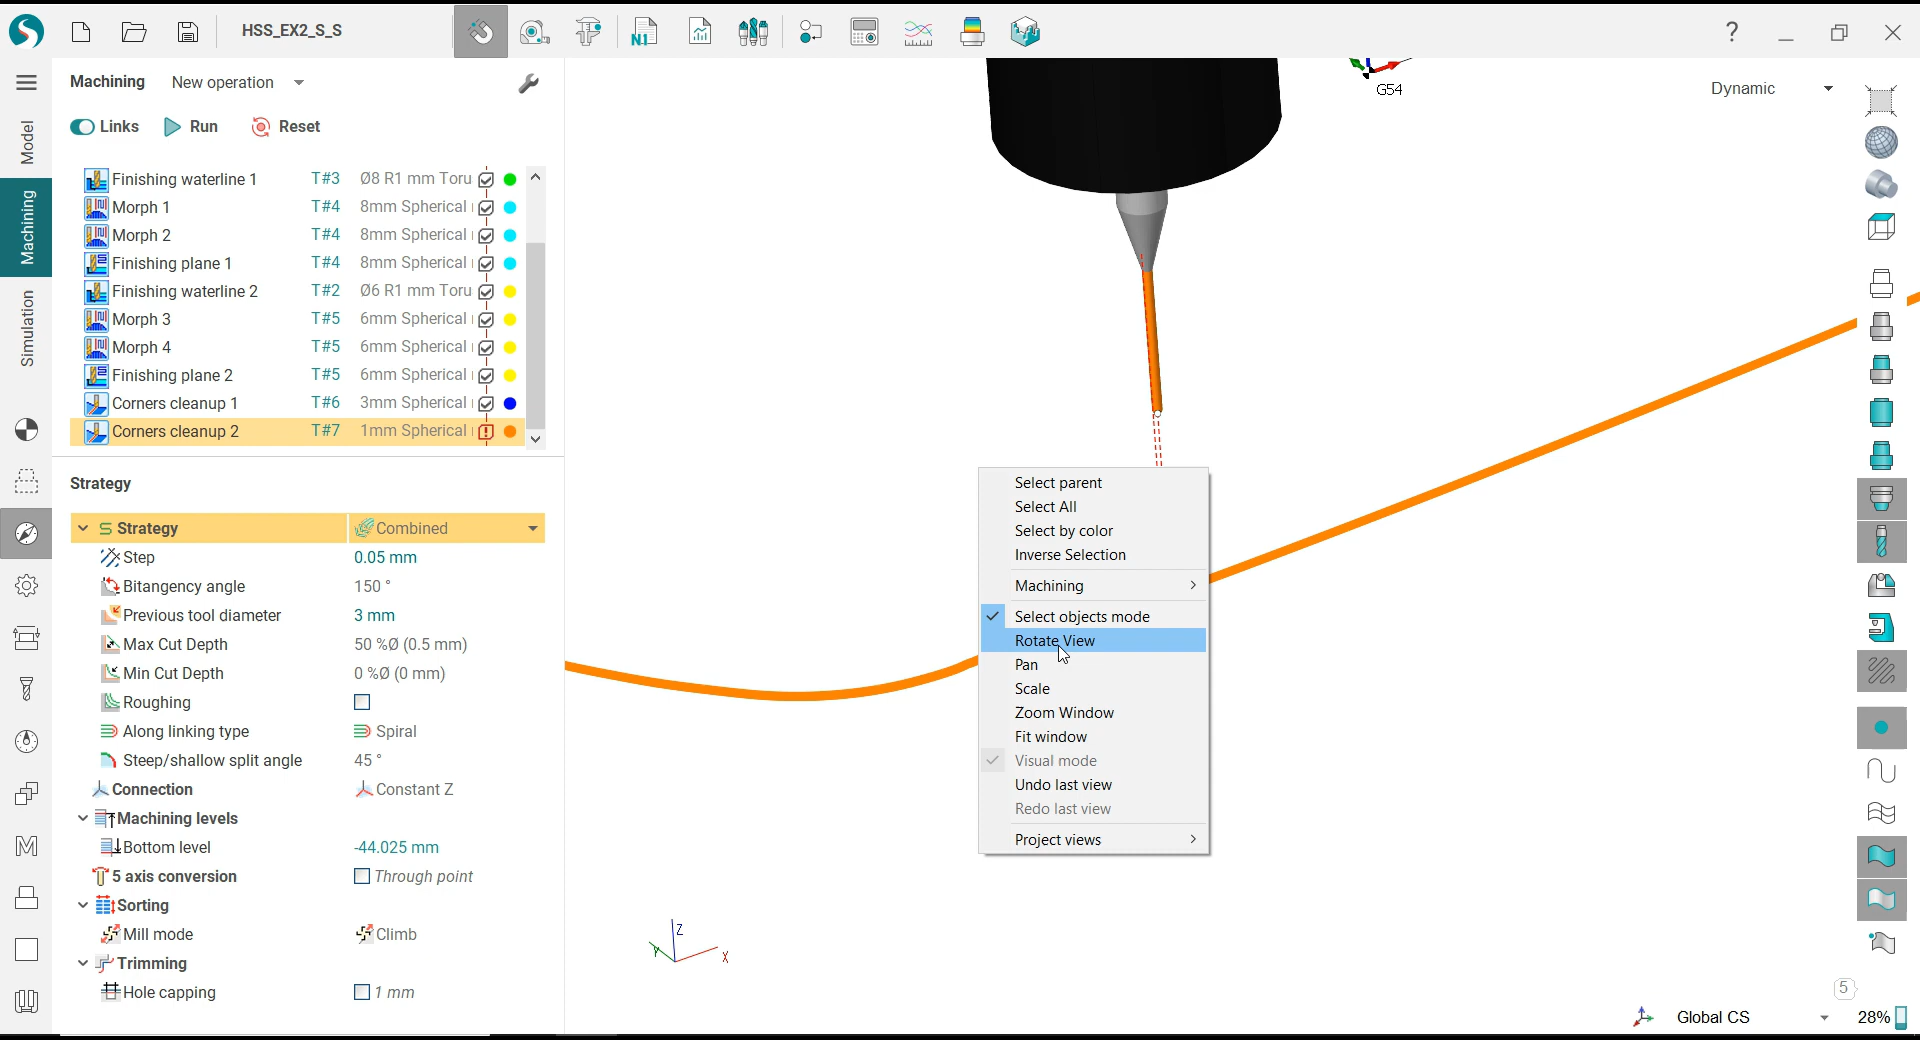 HSS_EX2_S_S
N1
?
Machining New operation
Links Run Reset
Model
Machining
Simulation
Finishing waterline 1 T#3 Ø8 R1 mm Toru
Morph 1 T#4 8mm Spherical
Morph 2 T#4 8mm Spherical
Finishing plane 1 T#4 8mm Spherical
Finishing waterline 2 T#2 Ø6 R1 mm Toru
Morph 3 T#5 6mm Spherical
Morph 4 T#5 6mm Spherical
Finishing plane 2 T#5 6mm Spherical
Corners cleanup 1 T#6 3mm Spherical
Corners cleanup 2 T#7 1mm Spherical
Strategy
Strategy Combined
Step 0.05 mm
Bitangency angle 150 °
Previous tool diameter 3 mm
Max Cut Depth 50 %Ø (0.5 mm)
Min Cut Depth 0 %Ø (0 mm)
Roughing
Along linking type Spiral
Steep/shallow split angle 45 °
Connection Constant Z
Machining levels
Bottom level -44.025 mm
5 axis conversion Through point
Sorting
Mill mode Climb
Trimming
Hole capping 1 mm
G54
Dynamic
Select parent
Select All
Select by color
Inverse Selection
Machining
Select objects mode
Rotate View
Pan
Scale
Zoom Window
Fit window
Visual mode
Undo last view
Redo last view
Project views
Z
Y
X
5
Global CS 28%